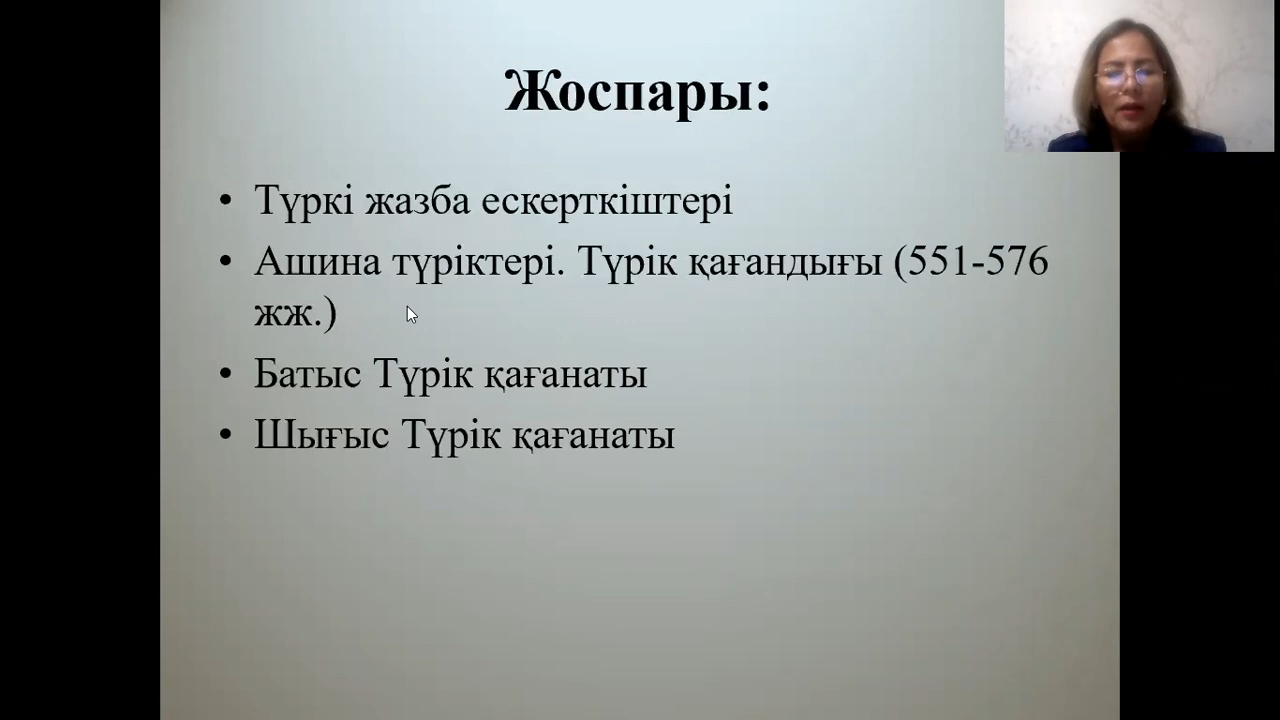 Жоспары:
• Түркі жазба ескерткіштері
• Ашина түріктері. Түрік қағандығы (551-576
жж.)
• Батыс Түрік қағанаты
• Шығыс Түрік қағанаты